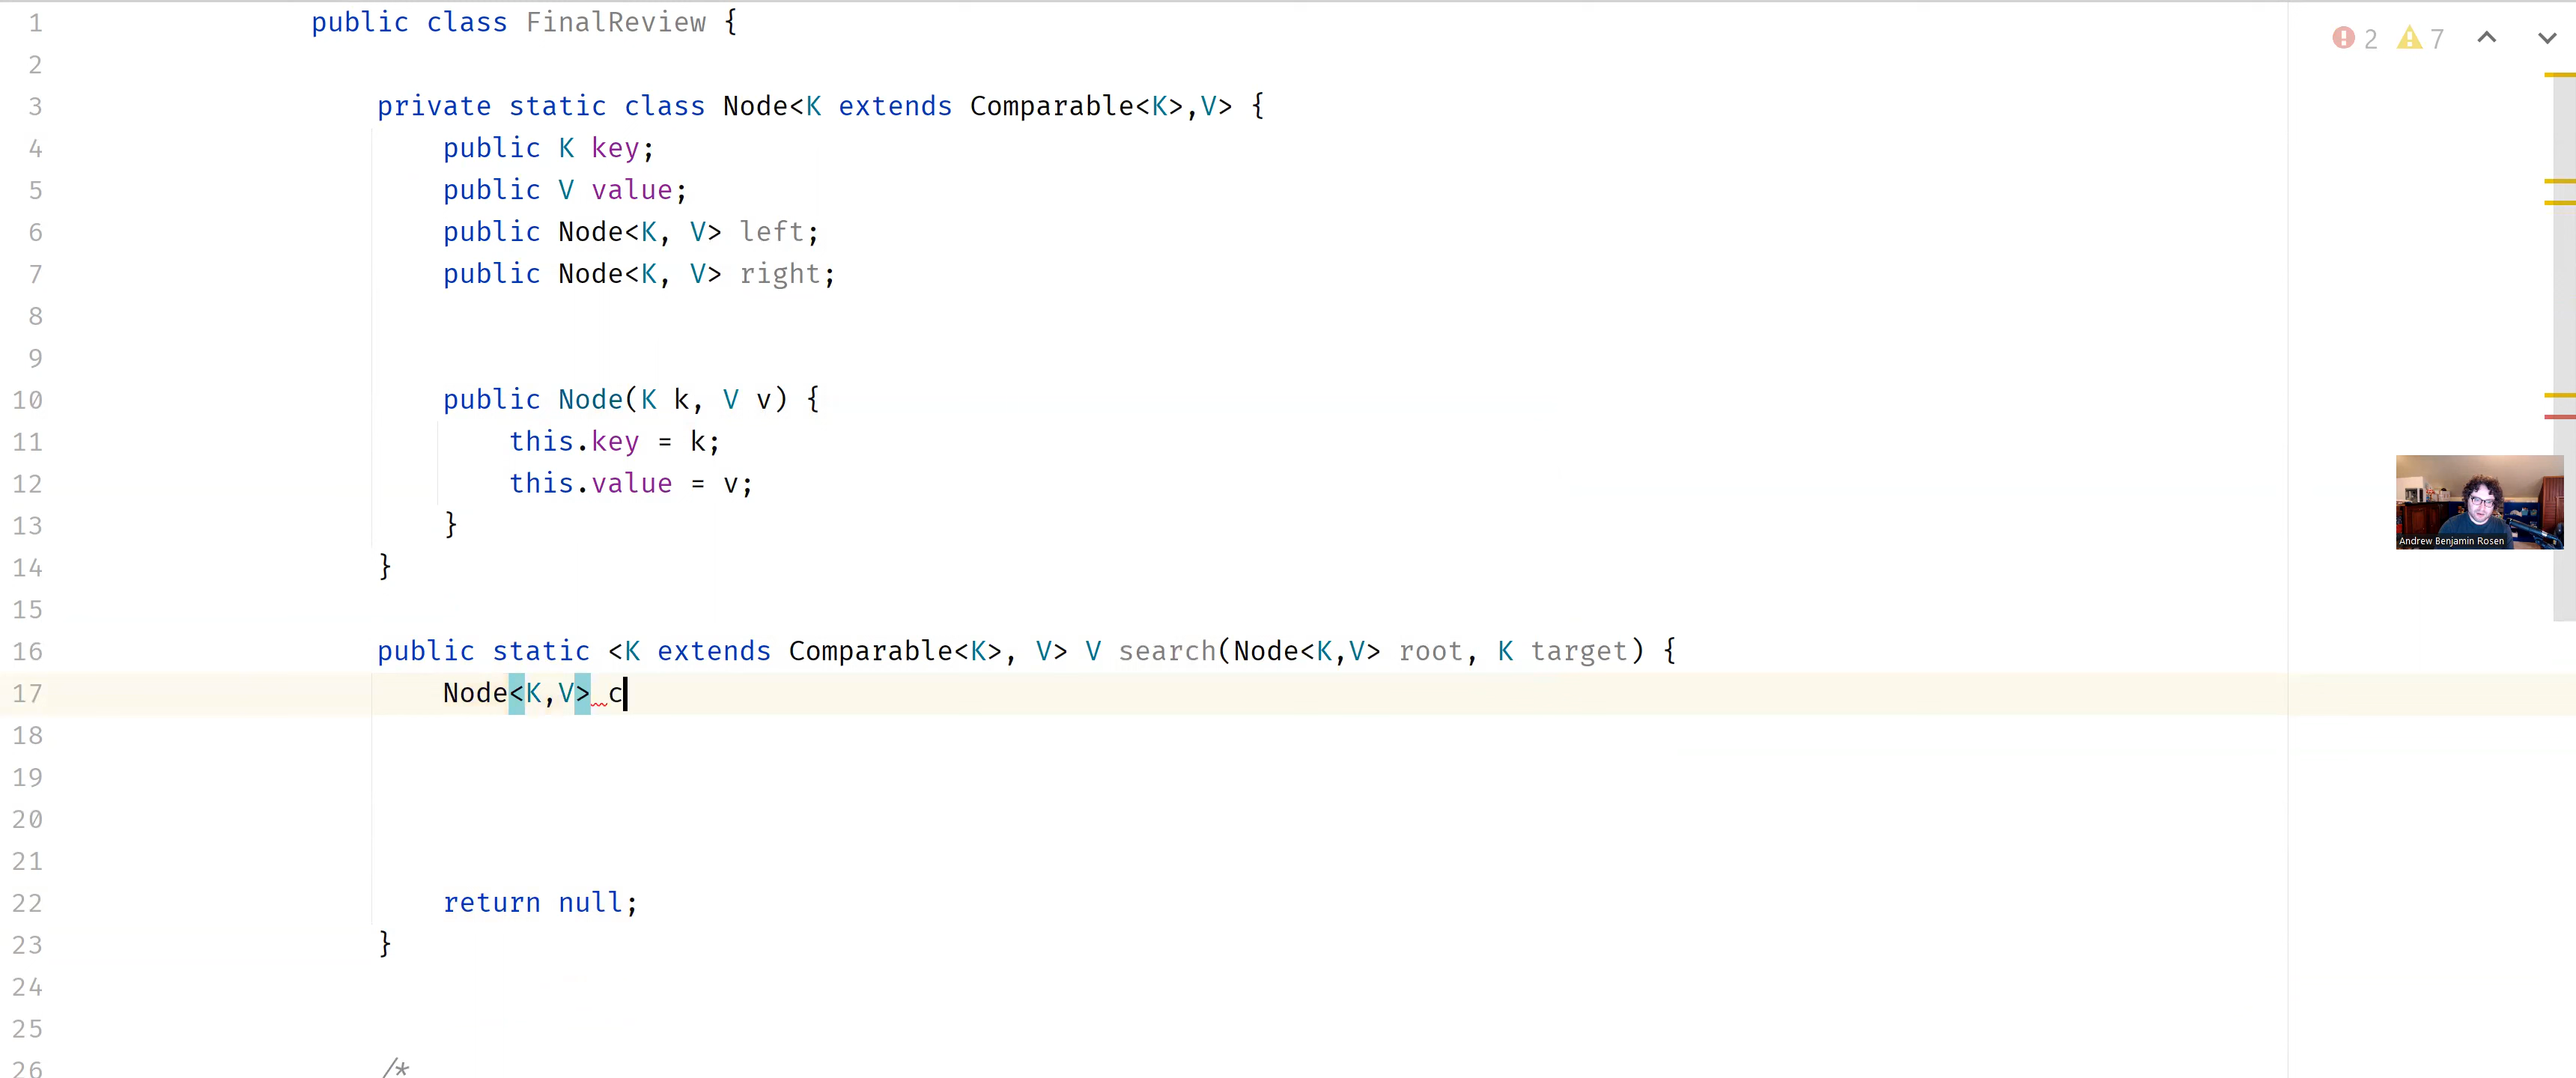 1 public class FinalReview {
2
3 private static class Node<K extends Comparable<K>,V> {
4 public K key;
5 public V value;
6 public Node<K, V> left;
7 public Node<K, V> right;
8
9
10 public Node(K k, V v) {
11 this.key = k;
12 this.value = v;
13 }
14 }
15
16 public static <K extends Comparable<K>, V> V search(Node<K,V> root, K target) {
17 Node<K,V> c
18
19
20
21
22 return null;
23 }
24
25
26 /*
2 7
Andrew Benjamin Rosen